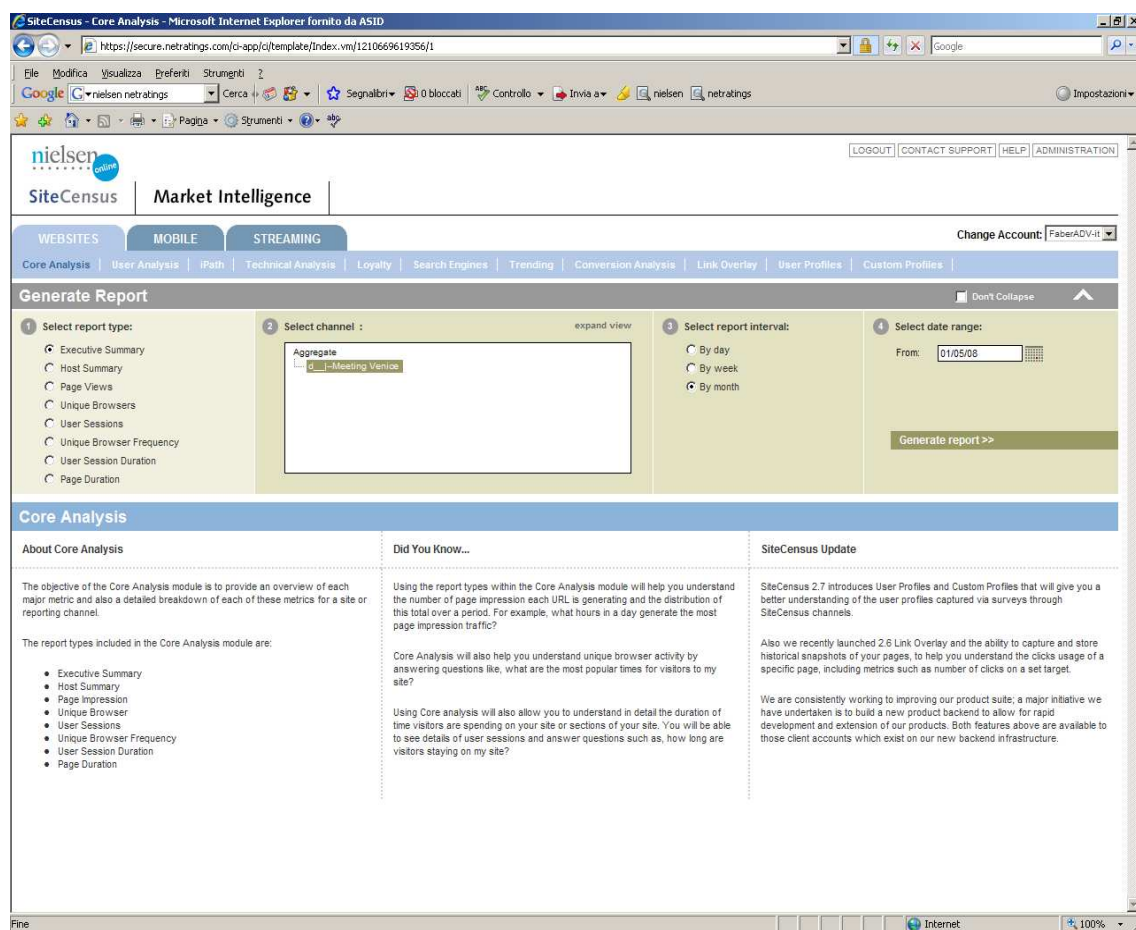 SiteCensus - Core Analysis - Microsoft Internet Explorer fornito da ASID
https://secure.netratings.com/ci-app/ci/template/Index.vm/1210669619356/1
Google
File Modifica Visualizza Preferiti Strumenti ?
Google nielsen netratings Cerca Segnalibri 0 bloccati Controllo Invia a nielsen netratings Impostazioni
Pagina Strumenti
nielsen
online
LOGOUT CONTACT SUPPORT HELP ADMINISTRATION
SiteCensus Market Intelligence
WEBSITES MOBILE STREAMING Change Account: FaberADV-it
Core Analysis | User Analysis | iPath | Technical Analysis | Loyalty | Search Engines | Trending | Conversion Analysis | Link Overlay | User Profiles | Custom Profiles |
Generate Report Don't Collapse
1 Select report type: 2 Select channel : expand view 3 Select report interval: 4 Select date range:
Executive Summary
Host Summary
Page Views
Unique Browsers
User Sessions
Unique Browser Frequency
User Session Duration
Page Duration
Aggregate
d__|~Meeting Venice
By day
By week
By month
From: 01/05/08
Generate report >>
Core Analysis
About Core Analysis
The objective of the Core Analysis module is to provide an overview of each
major metric and also a detailed breakdown of each of these metrics for a site or
reporting channel.
The report types included in the Core Analysis module are:
Executive Summary
Host Summary
Page Impression
Unique Browser
User Sessions
Unique Browser Frequency
User Session Duration
Page Duration
Did You Know...
Using the report types within the Core Analysis module will help you understand
the number of page impression each URL is generating and the distribution of
this total over a period. For example, what hours in a day generate the most
page impression traffic?
Core Analysis will also help you understand unique browser activity by
answering questions like, what are the most popular times for visitors to my
site?
Using Core analysis will also allow you to understand in detail the duration of
time visitors are spending on your site or sections of your site. You will be able
to see details of user sessions and answer questions such as, how long are
visitors staying on my site?
SiteCensus Update
SiteCensus 2.7 introduces User Profiles and Custom Profiles that will give you a
better understanding of the user profiles captured via surveys through
SiteCensus channels.
Also we recently launched 2.6 Link Overlay and the ability to capture and store
historical snapshots of your pages, to help you understand the clicks usage of a
specific page, including metrics such as number of clicks on a set target.
We are consistently working to improving our product suite; a major initiative we
have undertaken is to build a new product backend to allow for rapid
development and extension of our products. Both features above are available to
those client accounts which exist on our new backend infrastructure.
Fine Internet 100%